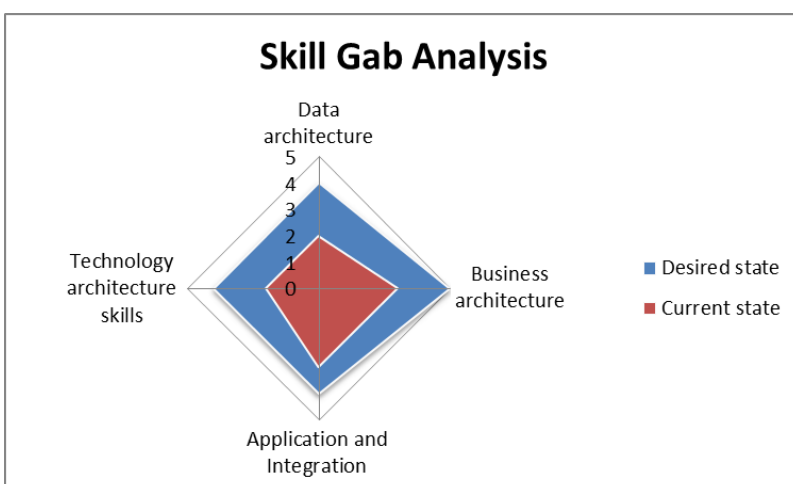 Skill Gab Analysis
Data
architecture
5
4
3
2
1
0
Technology
architecture
skills
Business
architecture
Application and
Integration
Desired state
Current state